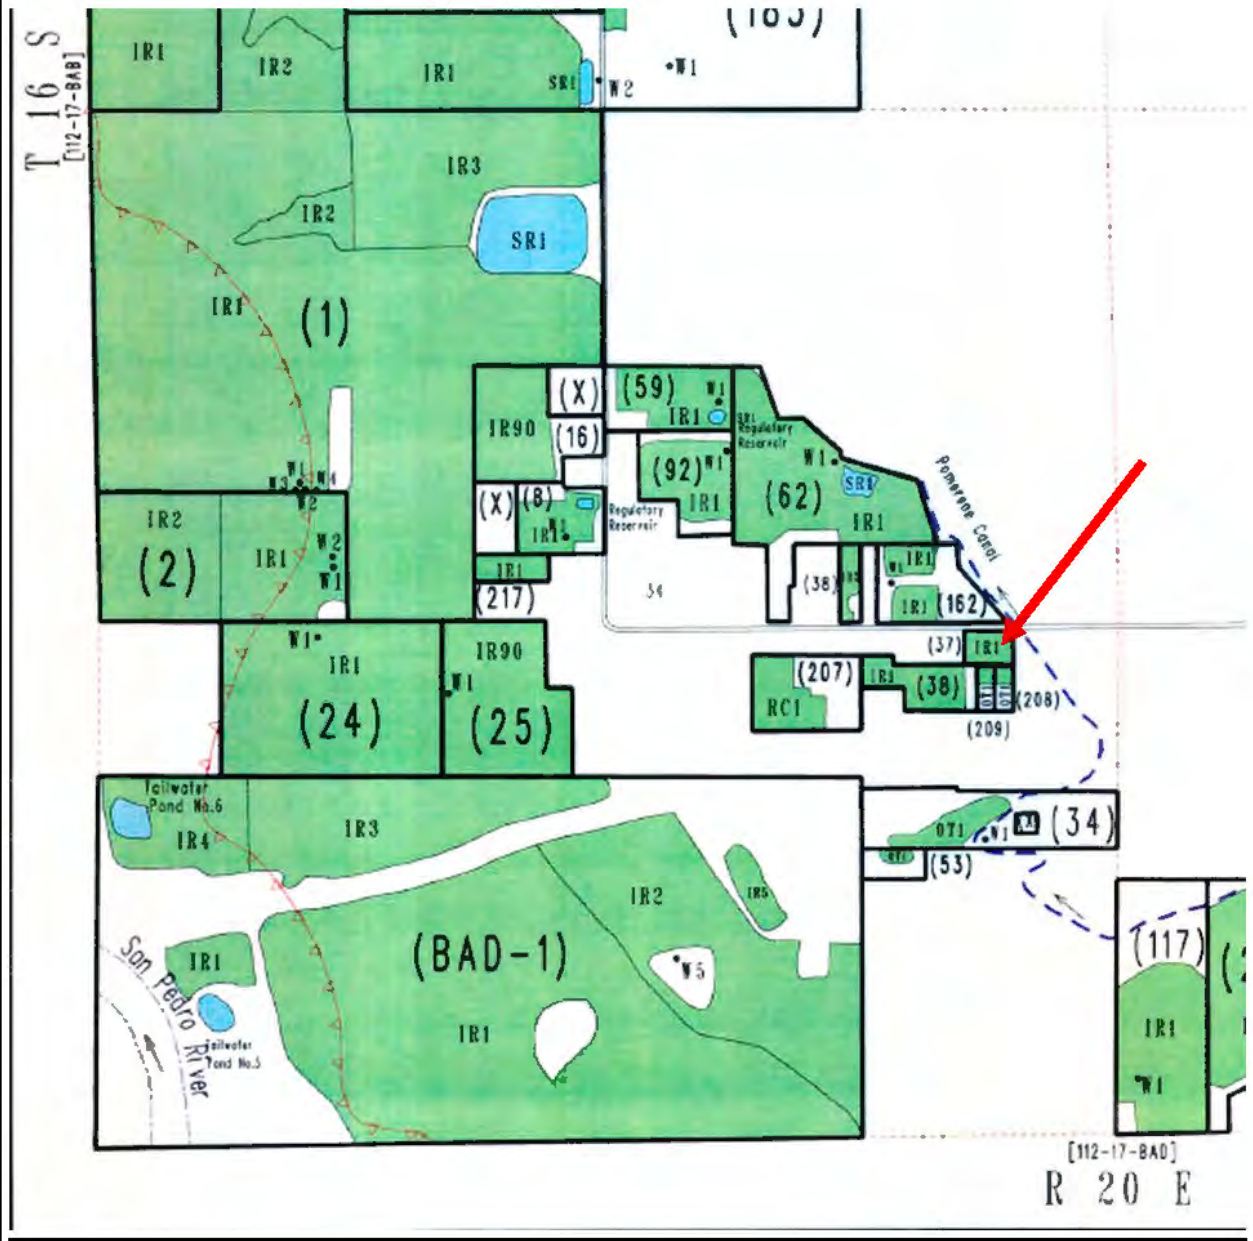 T 16 S
[112-17-BAB]
IR1
IR2
IR1
SR1
W2
W1
IR3
IR2
SR1
IR1
(1)
(X)
(59)
W1
IR1
IR90
(16)
SR1
Regulatory
Reservoir
(92)
W1
IR1
W1
SR1
(62)
IR1
Pomerene Canal
W1
W3
W4
W2
(X)
(8)
IR1
W1
Regulatory
Reservoir
IR2
(2)
IR1
W2
W1
IR1
(217)
34
(38)
W1
IR1
IR1
(162)
W1
IR1
(24)
IR90
W1
(25)
(37)
IR1
(207)
RC1
IR1
(38)
OT1
OT1
(208)
(209)
Tailwater
Pond No.6
IR4
IR3
OT1
W1
(34)
(53)
IR2
IR5
(BAD-1)
W5
IR1
IR1
San Pedro River
Tailwater
Pond No.5
(117)
IR1
W1
[112-17-BAD]
R 20 E